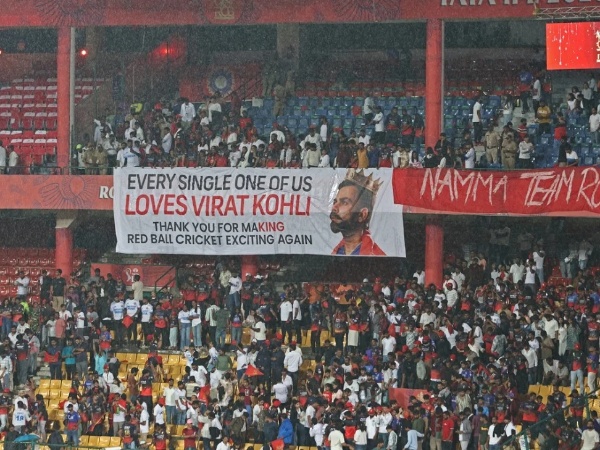 EVERY SINGLE ONE OF US
LOVES VIRAT KOHLI
THANK YOU FOR MAKING
RED BALL CRICKET EXCITING AGAIN
NAMMA TEAM